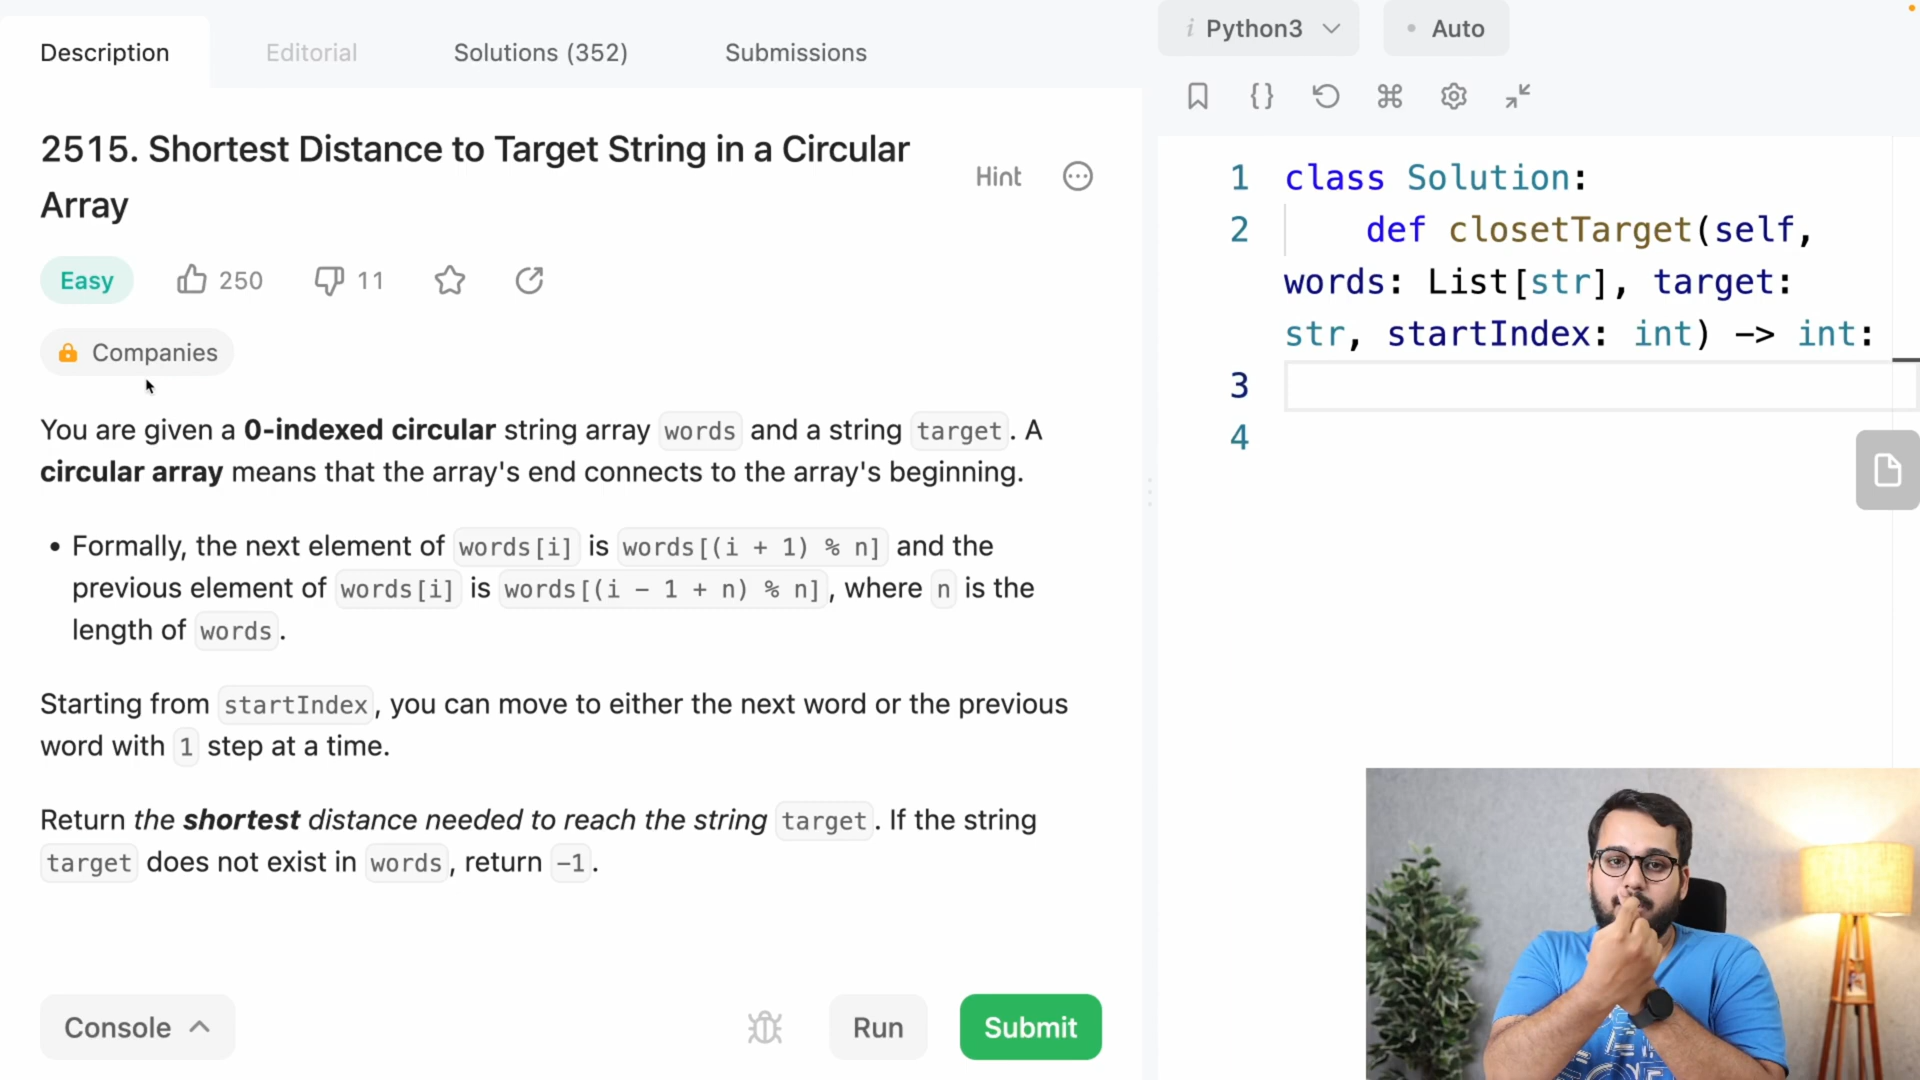 Description
Editorial
Solutions (352)
Submissions
2515. Shortest Distance to Target String in a Circular
Array
Hint
Easy
250
11
Companies
You are given a 0-indexed circular string array words and a string target. A
circular array means that the array's end connects to the array's beginning.
• Formally, the next element of words[i] is words[(i + 1) % n] and the
previous element of words[i] is words[(i - 1 + n) % n], where n is the
length of words.
Starting from startIndex, you can move to either the next word or the previous
word with 1 step at a time.
Return the shortest distance needed to reach the string target. If the string
target does not exist in words, return -1.
Console
Run
Submit
i Python3
Auto
1 class Solution:
2 def closetTarget(self,
words: List[str], target:
str, startIndex: int) -> int:
3
4